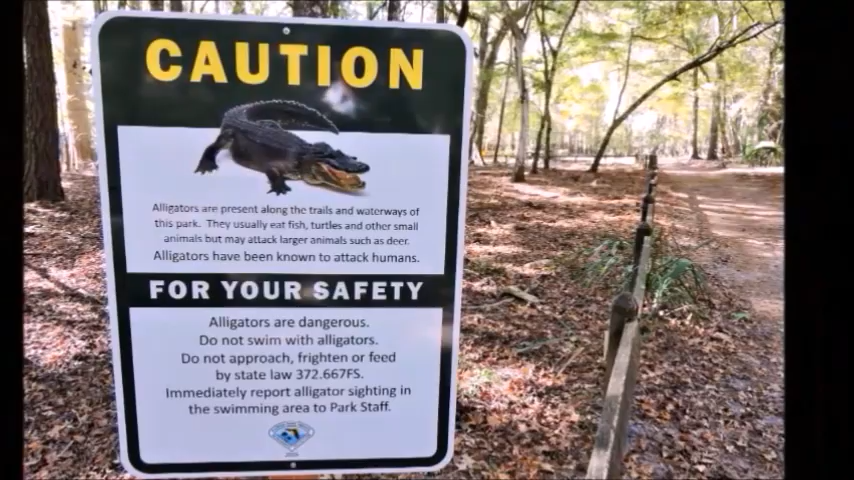 CAUTION
Alligators are present along the trails and waterways of
this park. They usually eat fish, turtles and other small
animals but may attack larger animals such as deer.
Alligators have been known to attack humans.
FOR YOUR SAFETY
Alligators are dangerous.
Do not swim with alligators.
Do not approach, frighten or feed
by state law 372.667FS.
Immediately report alligator sighting in
the swimming area to Park Staff.